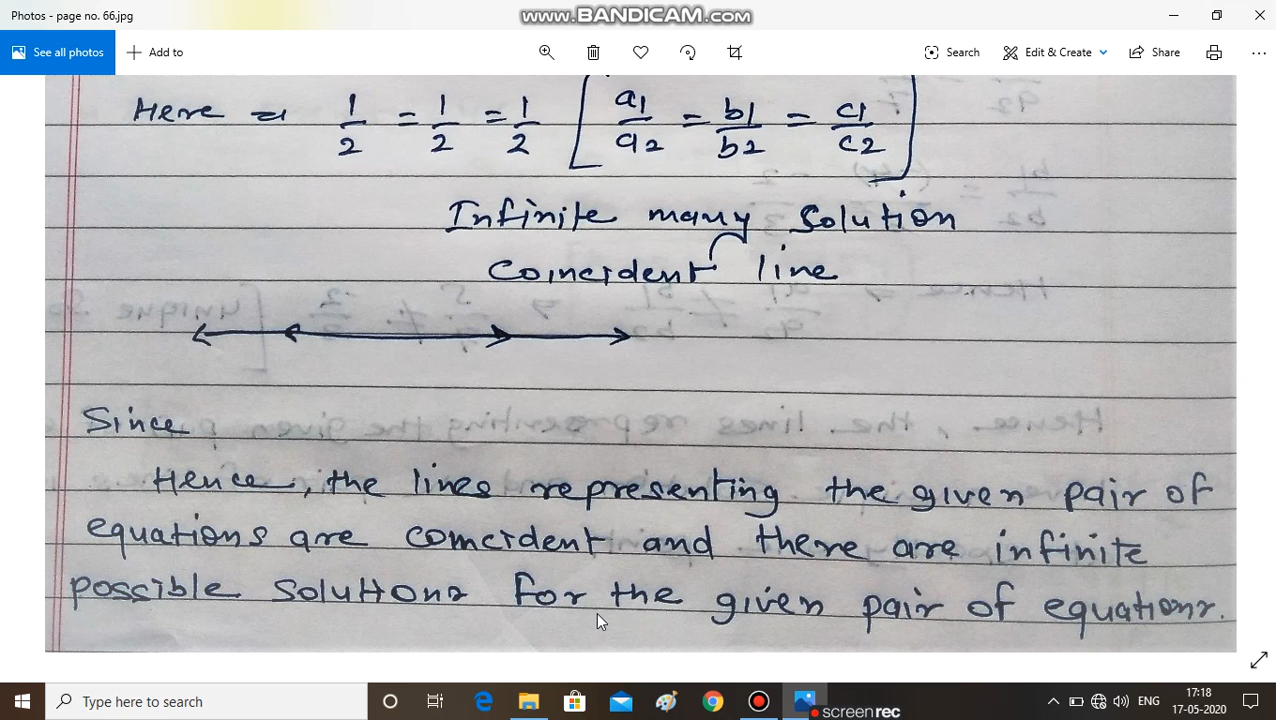 Photos - page no. 66.jpg
www.BANDICAM.com
See all photos
Add to
Search
Edit & Create
Share
Here 1/2 = 1/2 = 1/2 [a1/a2 = b1/b2 = c1/c2]
Infinite many Solution
Coincident line
Since
Hence, the lines representing the given pair of
equations are comcident and there are infinite
possible solutions for the given pair of equations.
Type here to search
ENG
17:18
17-05-2020
screen rec